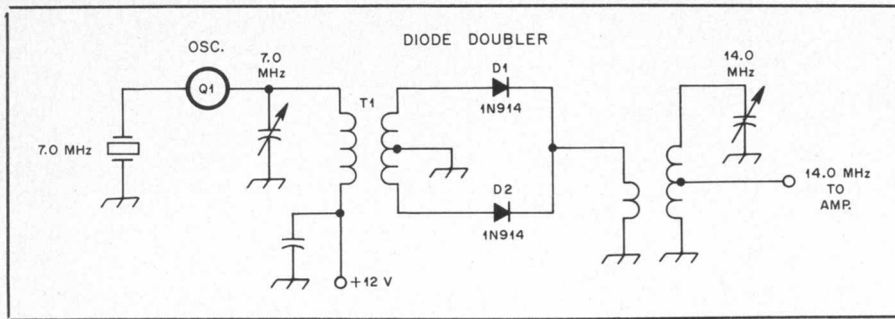 DIODE DOUBLER
OSC.
7.0
MHz
Q1
7.0 MHz
T1
D1
1N914
D2
1N914
+12 V
14.0
MHz
14.0 MHz
TO
AMP.